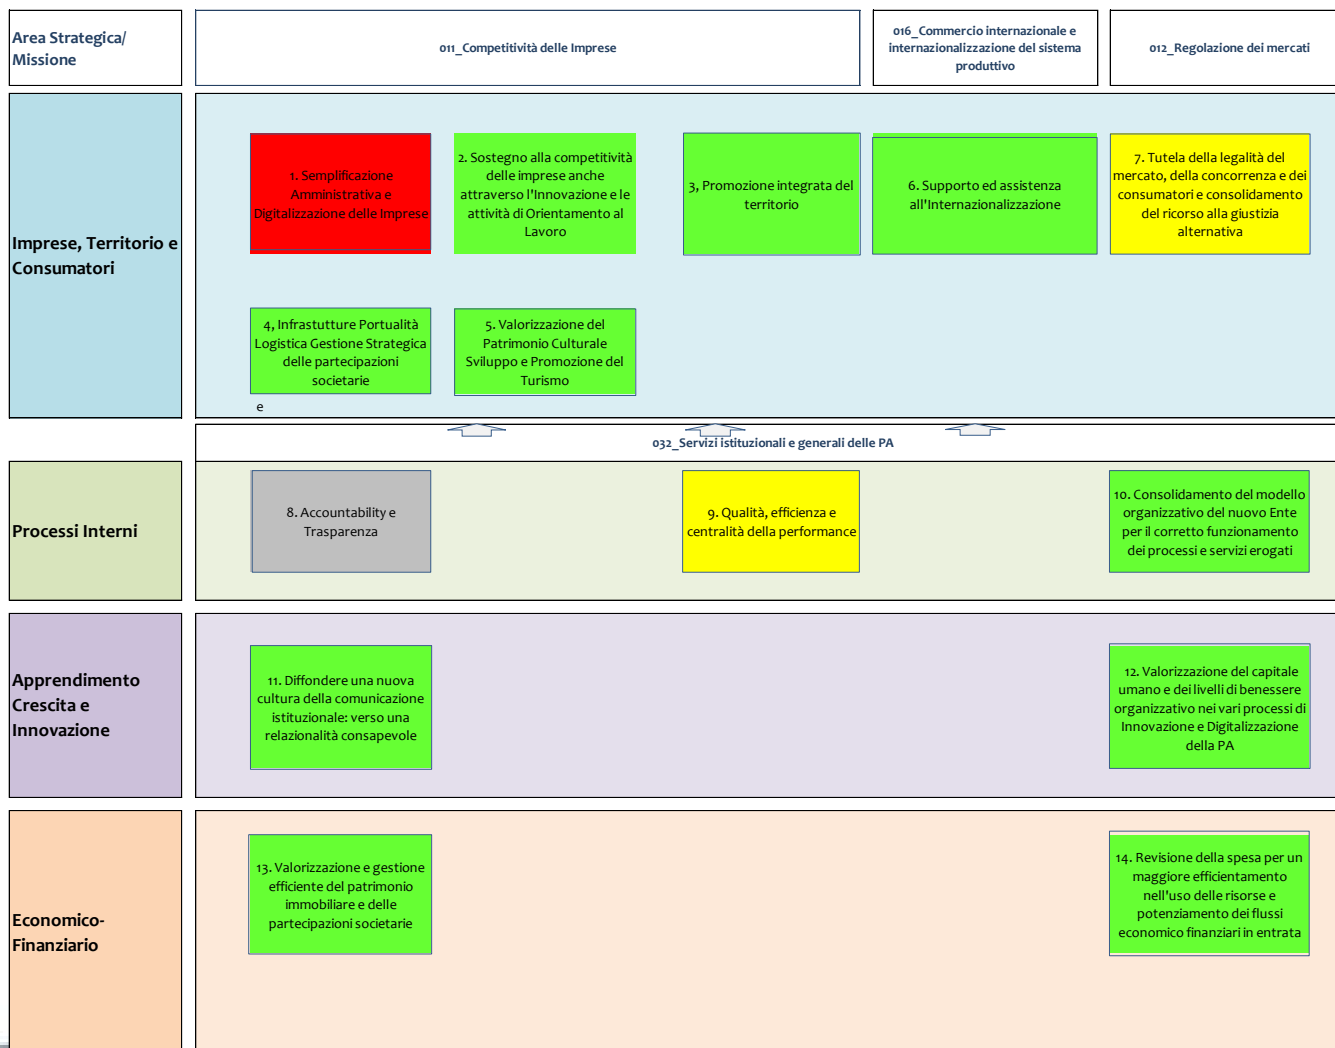 Area Strategica/
Missione
011_Competitività delle Imprese
016_Commercio internazionale e
internazionalizzazione del sistema
produttivo
012_Regolazione dei mercati
Imprese, Territorio e
Consumatori
1. Semplificazione
Amministrativa e
Digitalizzazione delle Imprese
2. Sostegno alla competitività
delle imprese anche
attraverso l'Innovazione e le
attività di Orientamento al
Lavoro
3, Promozione integrata del
territorio
6. Supporto ed assistenza
all'Internalizzazione
7. Tutela della legalità del
mercato, della concorrenza e dei
consumatori e consolidamento
del ricorso alla giustizia
alternativa
4, Infrastutture Portualità
Logistica Gestione Strategica
delle partecipazioni
societarie
e
5. Valorizzazione del
Patrimonio Culturale
Sviluppo e Promozione del
Turismo
032_Servizi istituzionali e generali delle PA
Processi Interni
8. Accountability e
Trasparenza
9. Qualità, efficienza e
centralità della performance
10. Consolidamento del modello
organizzativo del nuovo Ente
per il corretto funzionamento
dei processi e servizi erogati
Apprendimento
Crescita e
Innovazione
11. Diffondere una nuova
cultura della comunicazione
istituzionale: verso una
relazionalità consapevole
12. Valorizzazione del capitale
umano e dei livelli di benessere
organizzativo nei vari processi di
Innovazione e Digitalizzazione
della PA
Economico-
Finanziario
13. Valorizzazione e gestione
efficiente del patrimonio
immobiliare e delle
partecipazioni societarie
14. Revisione della spesa per un
maggiore efficientamento
nell'uso delle risorse e
potenziamento dei flussi
economico finanziari in entrata